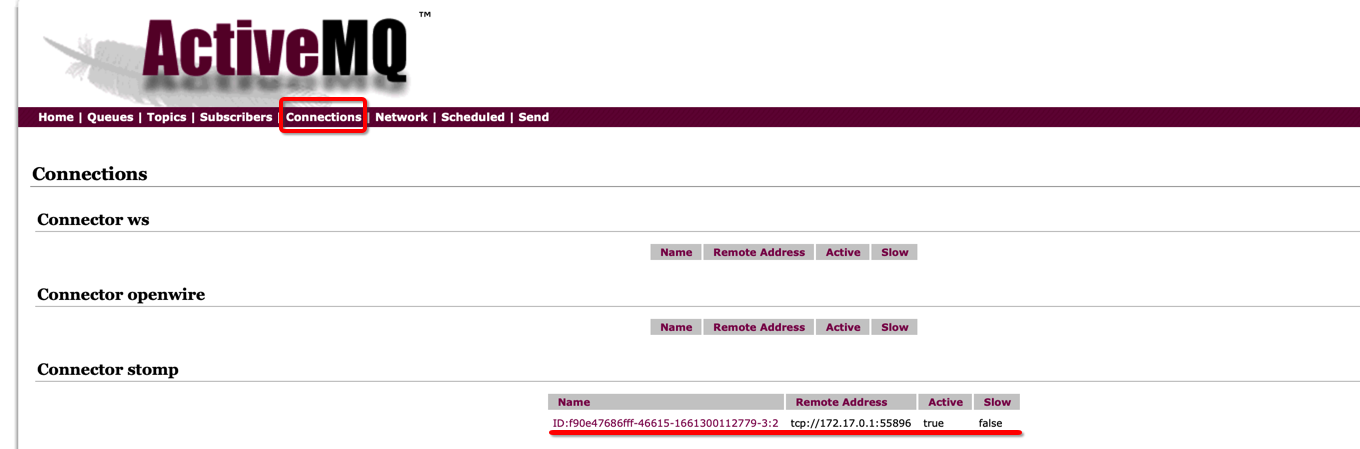 ActiveMQ™
Home | Queues | Topics | Subscribers | Connections | Network | Scheduled | Send
Connections
Connector ws
Name Remote Address Active Slow
Connector openwire
Name Remote Address Active Slow
Connector stomp
Name Remote Address Active Slow
ID:f90e47686fff-46615-1661300112779-3:2 tcp://172.17.0.1:55896 true false